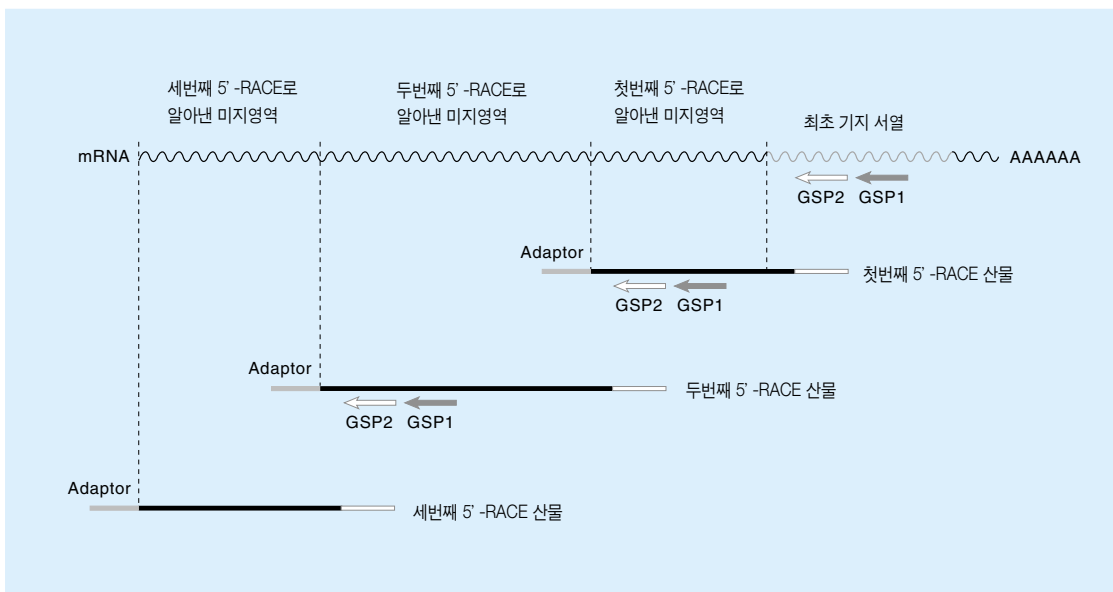 세번째 5’ -RACE로
알아낸 미지영역
두번째 5’ -RACE로
알아낸 미지영역
첫번째 5’ -RACE로
알아낸 미지영역
최초 기지 서열
mRNA
AAAAAA
GSP2
GSP1
Adaptor
첫번째 5’ -RACE 산물
GSP2
GSP1
Adaptor
두번째 5’ -RACE 산물
GSP2
GSP1
Adaptor
세번째 5’ -RACE 산물